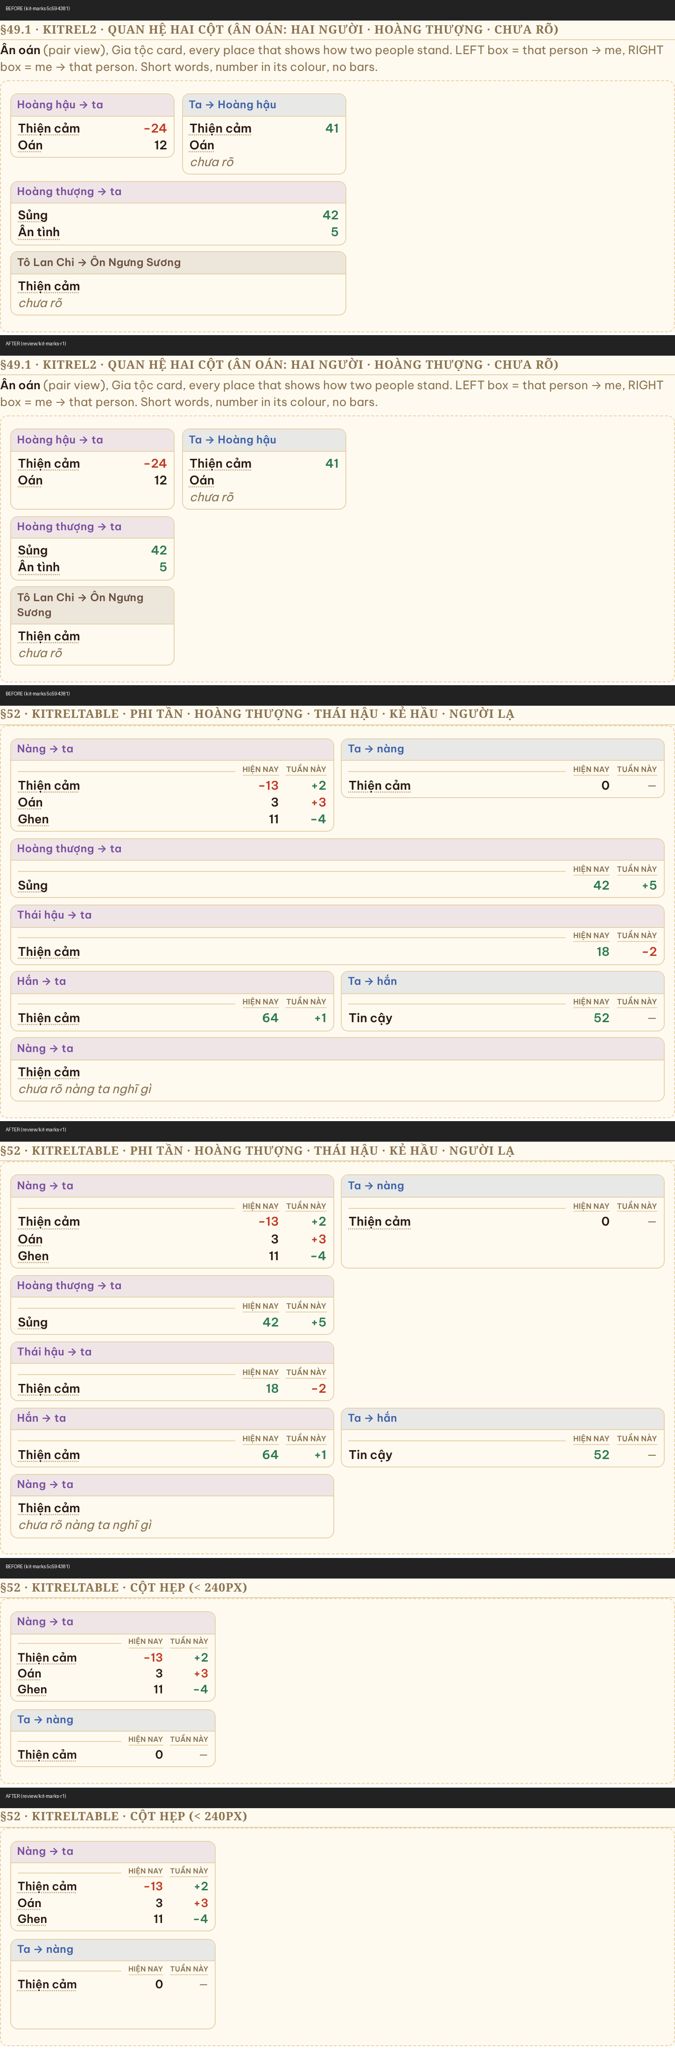 BEFORE (kit-marks 5c594381)
§49.1 · KITREL2 · QUAN HỆ HAI CỘT (ÂN OÁN: HAI NGƯỜI · HOÀNG THƯỢNG · CHƯA RÕ)
Ân oán (pair view), Gia tộc card, every place that shows how two people stand. LEFT box = that person → me, RIGHT
box = me → that person. Short words, number in its colour, no bars.
Hoàng hậu → ta
Thiện cảm -24
Oán 12
Ta → Hoàng hậu
Thiện cảm 41
Oán
chưa rõ
Hoàng thượng → ta
Sủng 42
Ân tình 5
Tô Lan Chi → Ôn Ngưng Sương
Thiện cảm
chưa rõ
AFTER (review/kit-marks-r1)
§49.1 · KITREL2 · QUAN HỆ HAI CỘT (ÂN OÁN: HAI NGƯỜI · HOÀNG THƯỢNG · CHƯA RÕ)
Ân oán (pair view), Gia tộc card, every place that shows how two people stand. LEFT box = that person → me, RIGHT
box = me → that person. Short words, number in its colour, no bars.
Hoàng hậu → ta
Thiện cảm -24
Oán 12
Ta → Hoàng hậu
Thiện cảm 41
Oán
chưa rõ
Hoàng thượng → ta
Sủng 42
Ân tình 5
Tô Lan Chi → Ôn Ngưng
Sương
Thiện cảm
chưa rõ
BEFORE (kit-marks 5c594381)
§52 · KITRELTABLE · PHI TẦN · HOÀNG THƯỢNG · THÁI HẬU · KẺ HẦU · NGƯỜI LẠ
Nàng → ta
HIỆN NAY TUẦN NÀY
Thiện cảm -13 +2
Oán 3 +3
Ghen 11 -4
Ta → nàng
HIỆN NAY TUẦN NÀY
Thiện cảm 0 —
Hoàng thượng → ta
HIỆN NAY TUẦN NÀY
Sủng 42 +5
Thái hậu → ta
HIỆN NAY TUẦN NÀY
Thiện cảm 18 -2
Hắn → ta
HIỆN NAY TUẦN NÀY
Thiện cảm 64 +1
Ta → hắn
HIỆN NAY TUẦN NÀY
Tin cậy 52 —
Nàng → ta
Thiện cảm
chưa rõ nàng ta nghĩ gì
AFTER (review/kit-marks-r1)
§52 · KITRELTABLE · PHI TẦN · HOÀNG THƯỢNG · THÁI HẬU · KẺ HẦU · NGƯỜI LẠ
Nàng → ta
HIỆN NAY TUẦN NÀY
Thiện cảm -13 +2
Oán 3 +3
Ghen 11 -4
Ta → nàng
HIỆN NAY TUẦN NÀY
Thiện cảm 0 —
Hoàng thượng → ta
HIỆN NAY TUẦN NÀY
Sủng 42 +5
Thái hậu → ta
HIỆN NAY TUẦN NÀY
Thiện cảm 18 -2
Hắn → ta
HIỆN NAY TUẦN NÀY
Thiện cảm 64 +1
Ta → hắn
HIỆN NAY TUẦN NÀY
Tin cậy 52 —
Nàng → ta
Thiện cảm
chưa rõ nàng ta nghĩ gì
BEFORE (kit-marks 5c594381)
§52 · KITRELTABLE · CỘT HẸP (< 240PX)
Nàng → ta
HIỆN NAY TUẦN NÀY
Thiện cảm -13 +2
Oán 3 +3
Ghen 11 -4
Ta → nàng
HIỆN NAY TUẦN NÀY
Thiện cảm 0 —
AFTER (review/kit-marks-r1)
§52 · KITRELTABLE · CỘT HẸP (< 240PX)
Nàng → ta
HIỆN NAY TUẦN NÀY
Thiện cảm -13 +2
Oán 3 +3
Ghen 11 -4
Ta → nàng
HIỆN NAY TUẦN NÀY
Thiện cảm 0 —